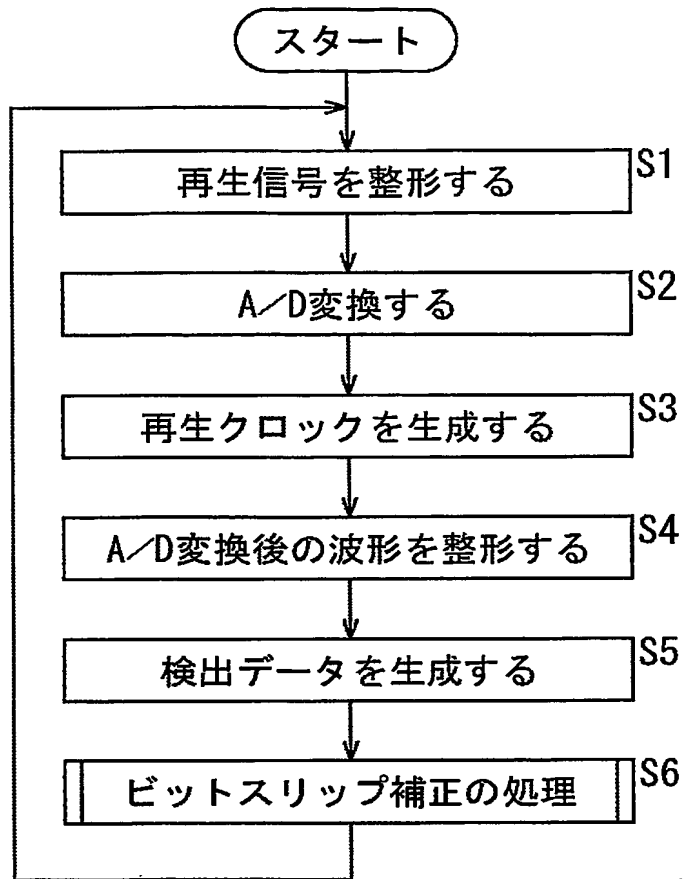 スタート
再生信号を整形する
S1
A/D変換する
S2
再生クロックを生成する
S3
A/D変換後の波形を整形する
S4
検出データを生成する
S5
ビットスリップ補正の処理
S6